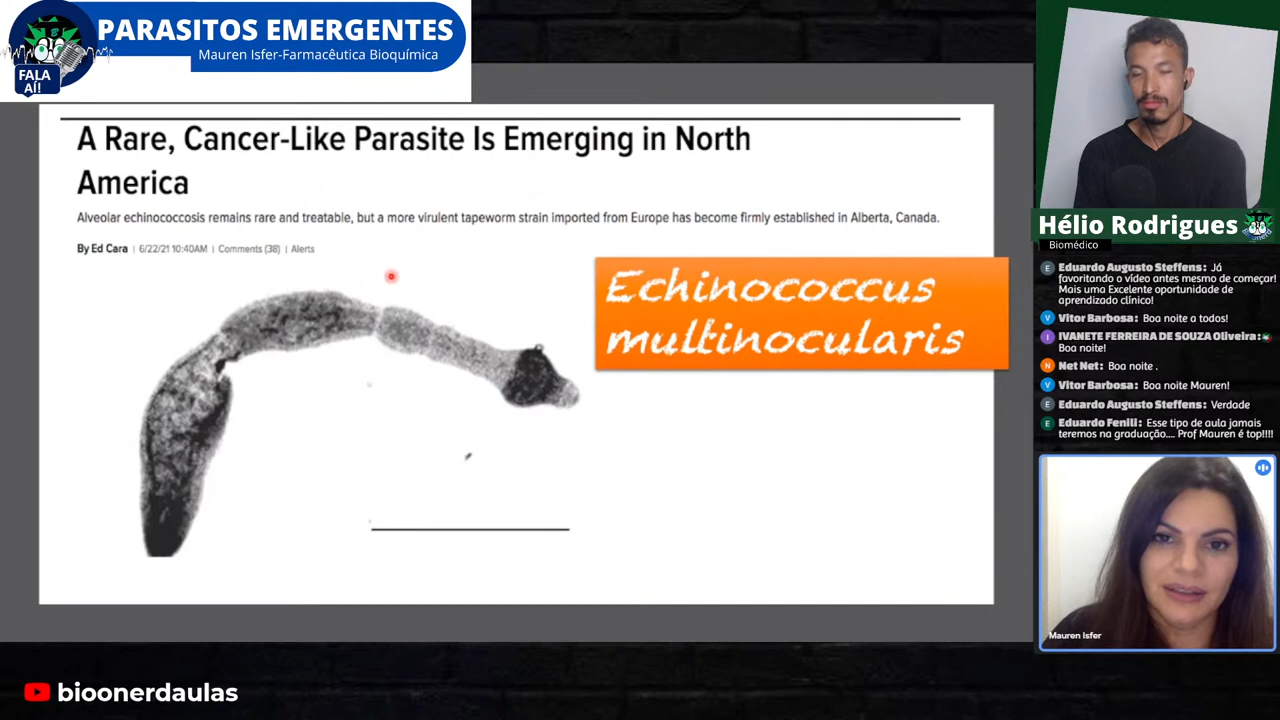 FALA
AÍ!
PARASITOS EMERGENTES
Mauren Isfer-Farmacêutica Bioquímica
A Rare, Cancer-Like Parasite Is Emerging in North
America
Alveolar echinococcosis remains rare and treatable, but a more virulent tapeworm strain imported from Europe has become firmly established in Alberta, Canada.
By Ed Cara | 6/22/21 10:40AM | Comments (38) | Alerts
Echinococcus
multinocularis
Hélio Rodrigues
Biomédico
E Eduardo Augusto Steffens: Já
favoritando o vídeo antes mesmo de começar!
Mais uma Excelente oportunidade de
aprendizado clínico!
V Vitor Barbosa: Boa noite a todos!
I IVANETE FERREIRA DE SOUZA Oliveira:
Boa noite!
N Net Net: Boa noite .
V Vitor Barbosa: Boa noite Mauren!
E Eduardo Augusto Steffens: Verdade
E Eduardo Fenili: Esse tipo de aula jamais
teremos na graduação.... Prof Mauren é top!!!!
Mauren Isfer
bioonerdaulas